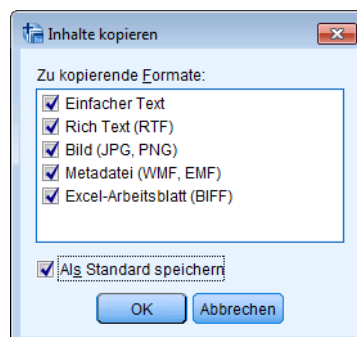 Inhalte kopieren
Zu kopierende Formate:
Einfacher Text
Rich Text (RTF)
Bild (JPG, PNG)
Metadatei (WMF, EMF)
Excel-Arbeitsblatt (BIFF)
Als Standard speichern
OK Abbrechen